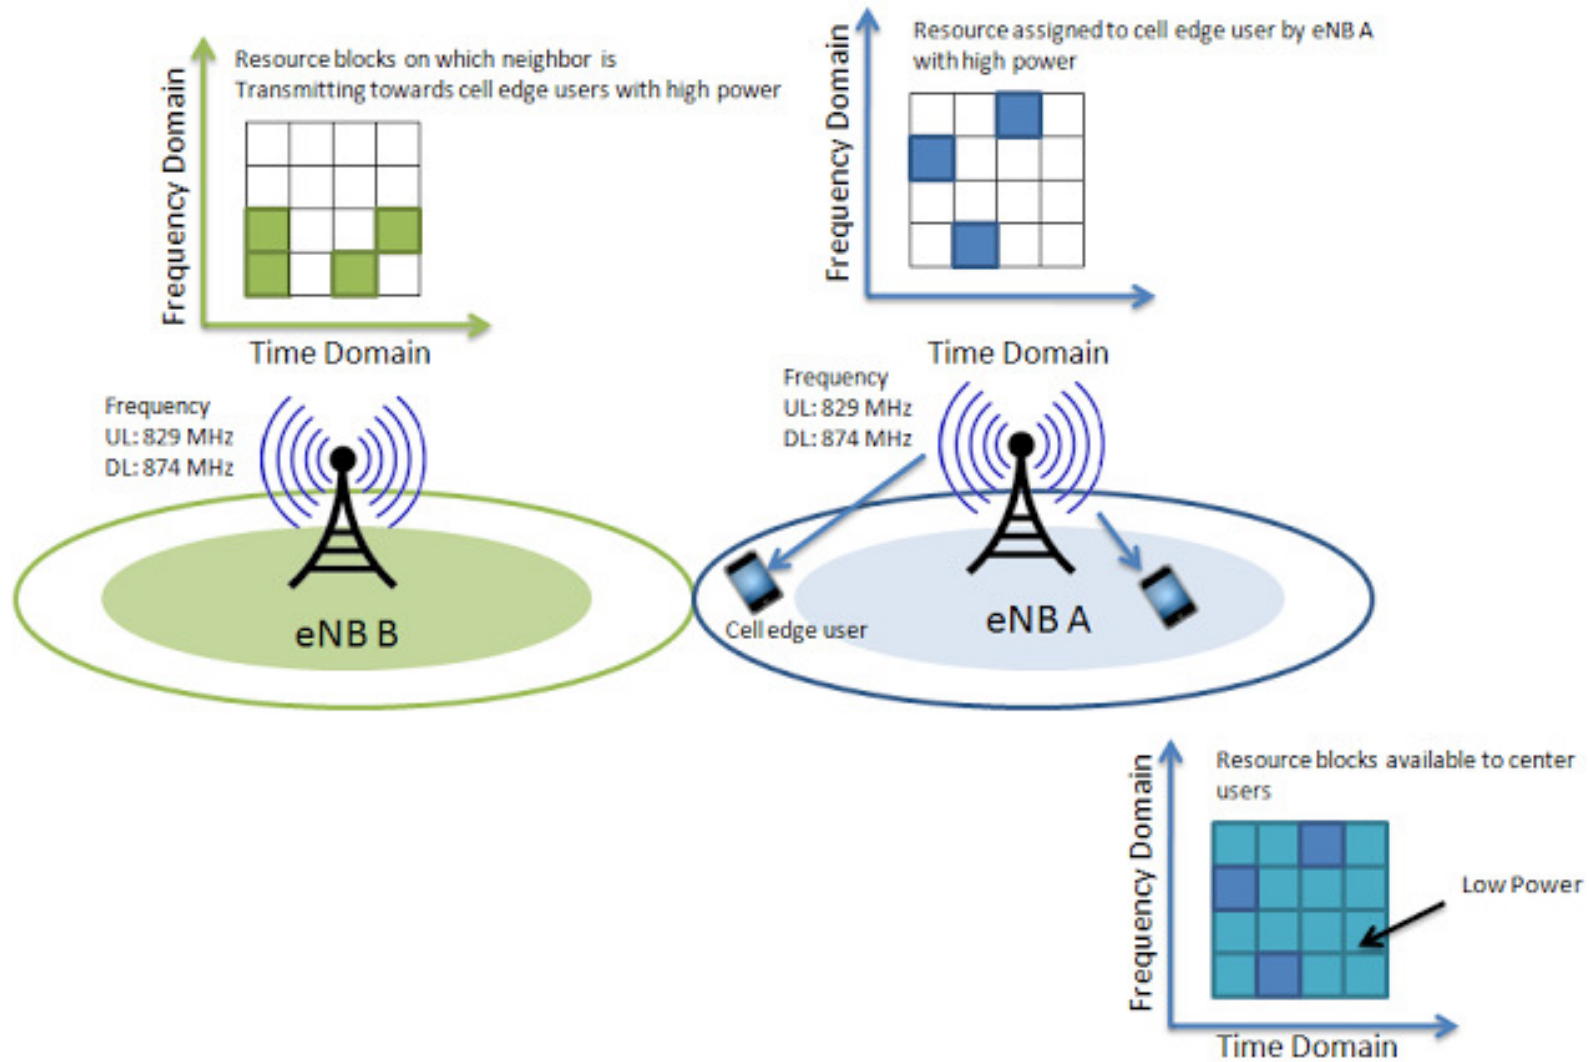 Resource blocks on which neighbor is
Transmitting towards cell edge users with high power
Frequency Domain
Time Domain
Resource assigned to cell edge user by eNB A
with high power
Frequency Domain
Time Domain
Frequency
UL: 829 MHz
DL: 874 MHz
Frequency
UL: 829 MHz
DL: 874 MHz
eNB B
Cell edge user
eNB A
Resource blocks available to center
users
Frequency Domain
Low Power
Time Domain